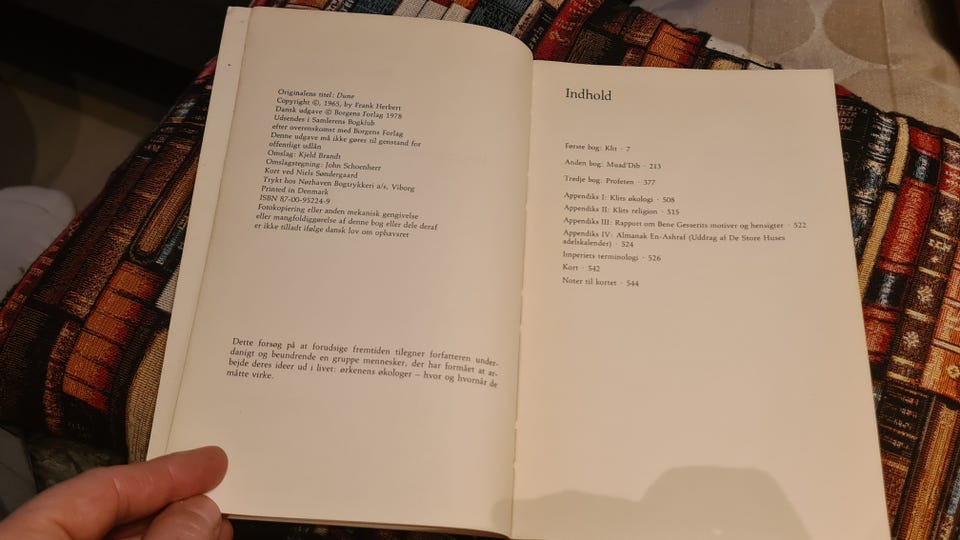 Originalens titel: Dune
Copyright ©, 1965, by Frank Herbert
Dansk udgave © Borgens Forlag 1978
Udsendes i Samlerens Bogklub
efter overenskomst med Borgens Forlag
Denne udgave må ikke gøres til genstand for
offentligt udlån
Omslag: Kjeld Brandt
Omslagstegning: John Schoenherr
Kort ved Niels Søndergaard
Trykt hos Nørhaven Bogtrykkeri a/s, Viborg
Printed in Denmark
ISBN 87-00-95224-9
Fotokopiering eller anden mekanisk gengivelse
eller mangfoldiggørelse af denne bog eller dele deraf
er ikke tilladt ifølge dansk lov om ophavsret
Dette forsøg på at forudsige fremtiden tilegner forfatteren under-
danigt og beundrende en gruppe mennesker, det har formået at ar-
bejde deres ideer ud i livet: ørkenens økologer – hvor og hvornår de
måtte virke.
Indhold
Første bog: Klit · 7
Anden bog: Muad'Dib · 213
Tredje bog: Profeten · 377
Appendiks I: Klits økologi · 508
Appendiks II: Klits religion · 515
Appendiks III: Rapport om Bene Gesserits motiver og hensigter · 522
Appendiks IV: Almanak En-Ashraf (Uddrag af De Store Huses
adelskalender) · 524
Imperiets terminologi · 526
Kort · 542
Noter til kortet · 544